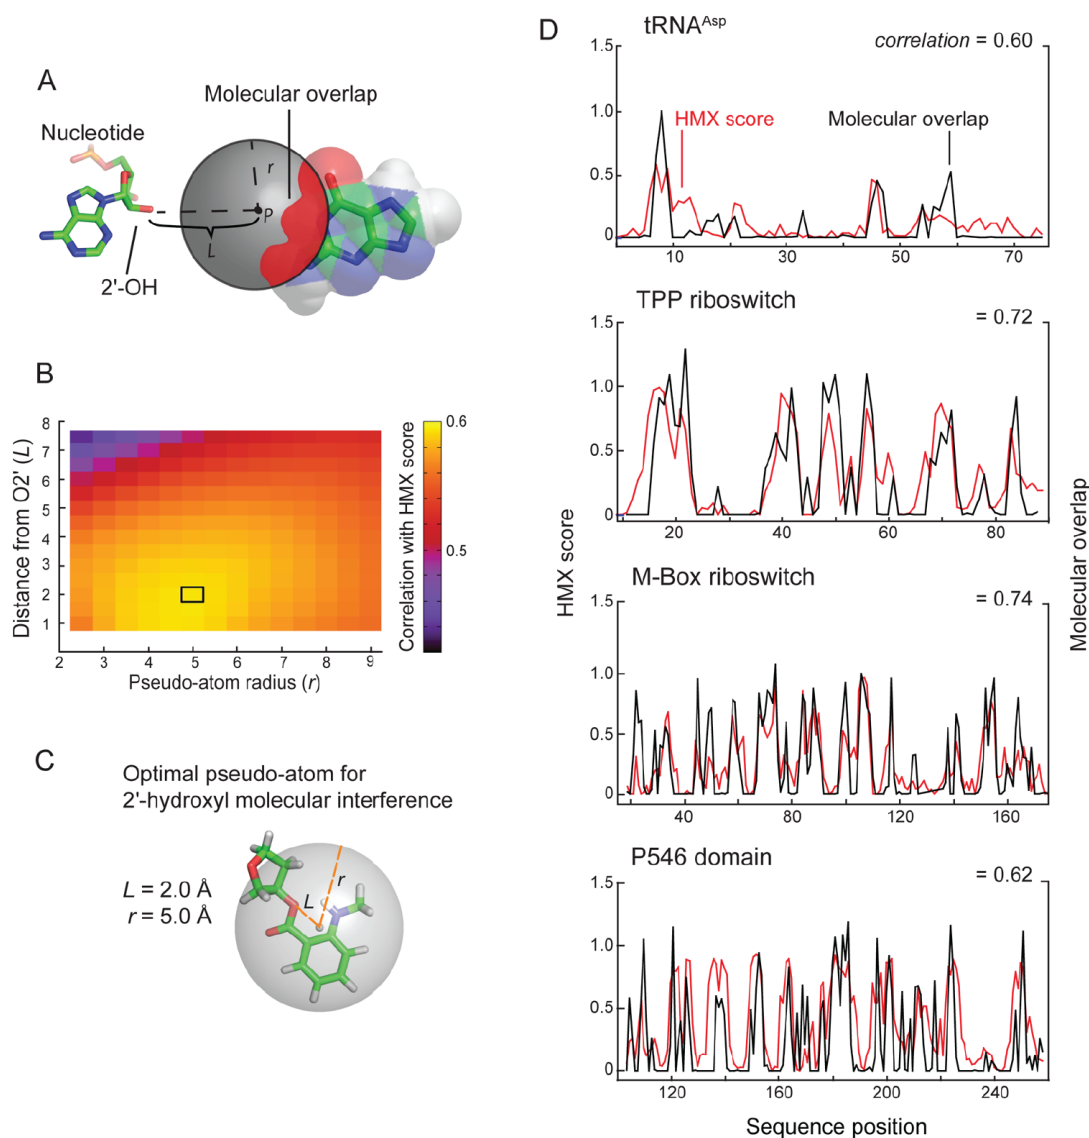 A
Molecular overlap
Nucleotide
r
P
L
2'-OH
B
8
7
6
5
4
3
2
1
Distance from O2' (L)
2 3 4 5 6 7 8 9
Pseudo-atom radius (r)
0.6
0.5
Correlation with HMX score
C
Optimal pseudo-atom for
2'-hydroxyl molecular interference
L = 2.0 Å
r = 5.0 Å
L
r
D
tRNAAsp
correlation = 0.60
1.5
1.0
0.5
0
HMX score
Molecular overlap
10 30 50 70
TPP riboswitch
= 0.72
1.5
1.0
0.5
0
20 40 60 80
M-Box riboswitch
= 0.74
1.5
1.0
0.5
0
40 80 120 160
P546 domain
= 0.62
1.5
1.0
0.5
0
120 160 200 240
HMX score
Molecular overlap
Sequence position